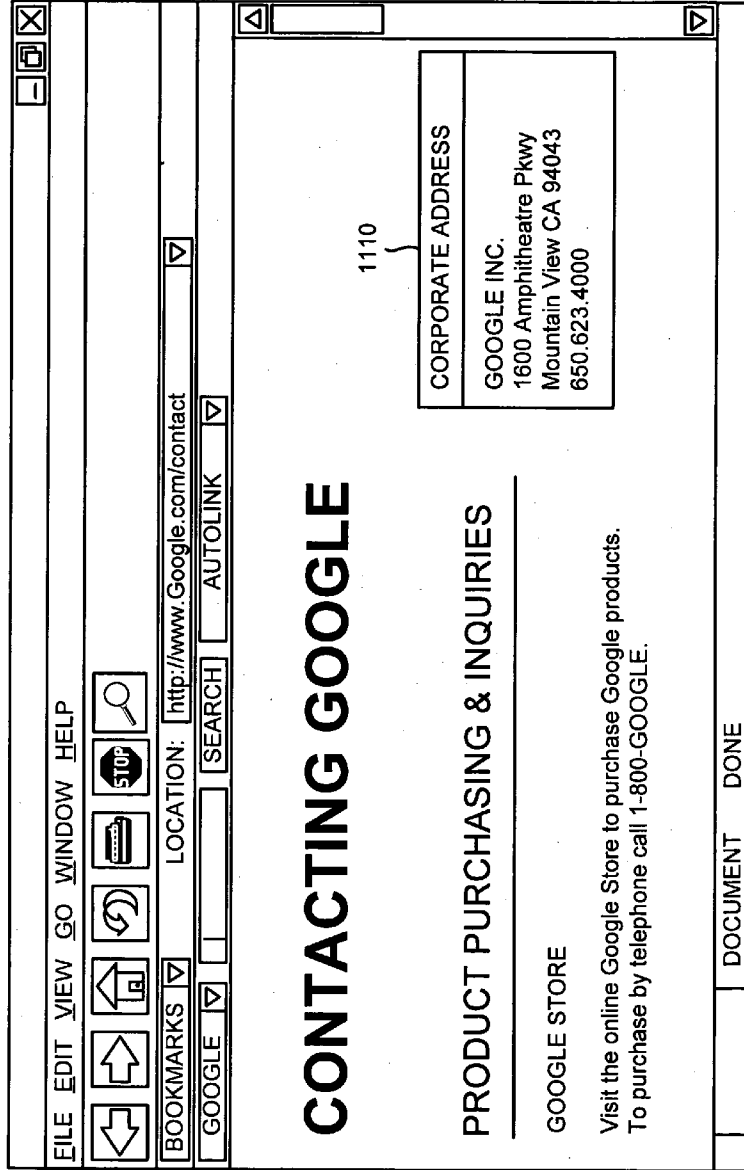 FILE EDIT VIEW GO WINDOW HELP
STOP
BOOKMARKS LOCATION: http://www.Google.com/contact
GOOGLE SEARCH AUTOLINK
CONTACTING GOOGLE
1110
PRODUCT PURCHASING & INQUIRIES
CORPORATE ADDRESS
GOOGLE INC.
1600 Amphitheatre Pkwy
Mountain View CA 94043
650.623.4000
GOOGLE STORE
Visit the online Google Store to purchase Google products.
To purchase by telephone call 1-800-GOOGLE.
DOCUMENT DONE